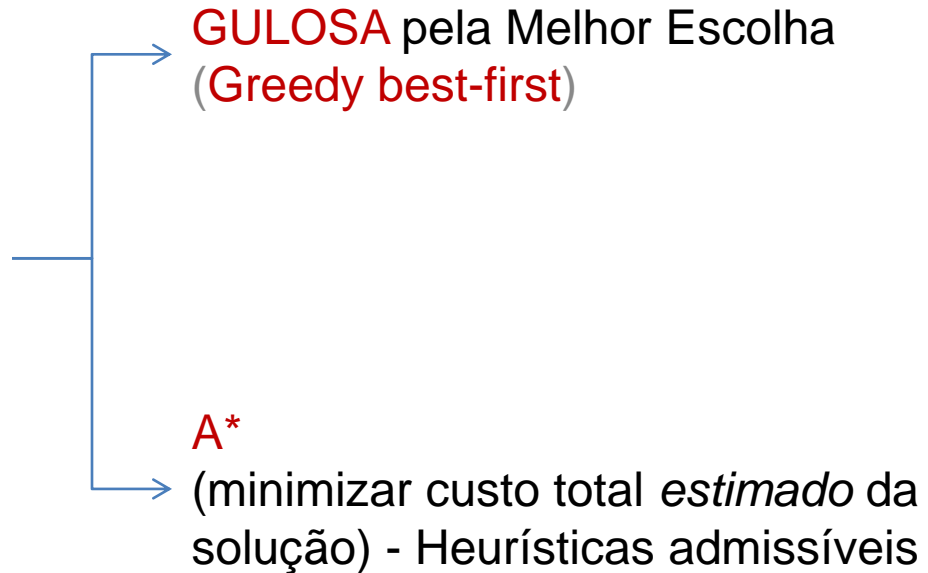 GULOSA pela Melhor Escolha
(Greedy best-first)
A*
(minimizar custo total estimado da
solução) - Heurísticas admissíveis